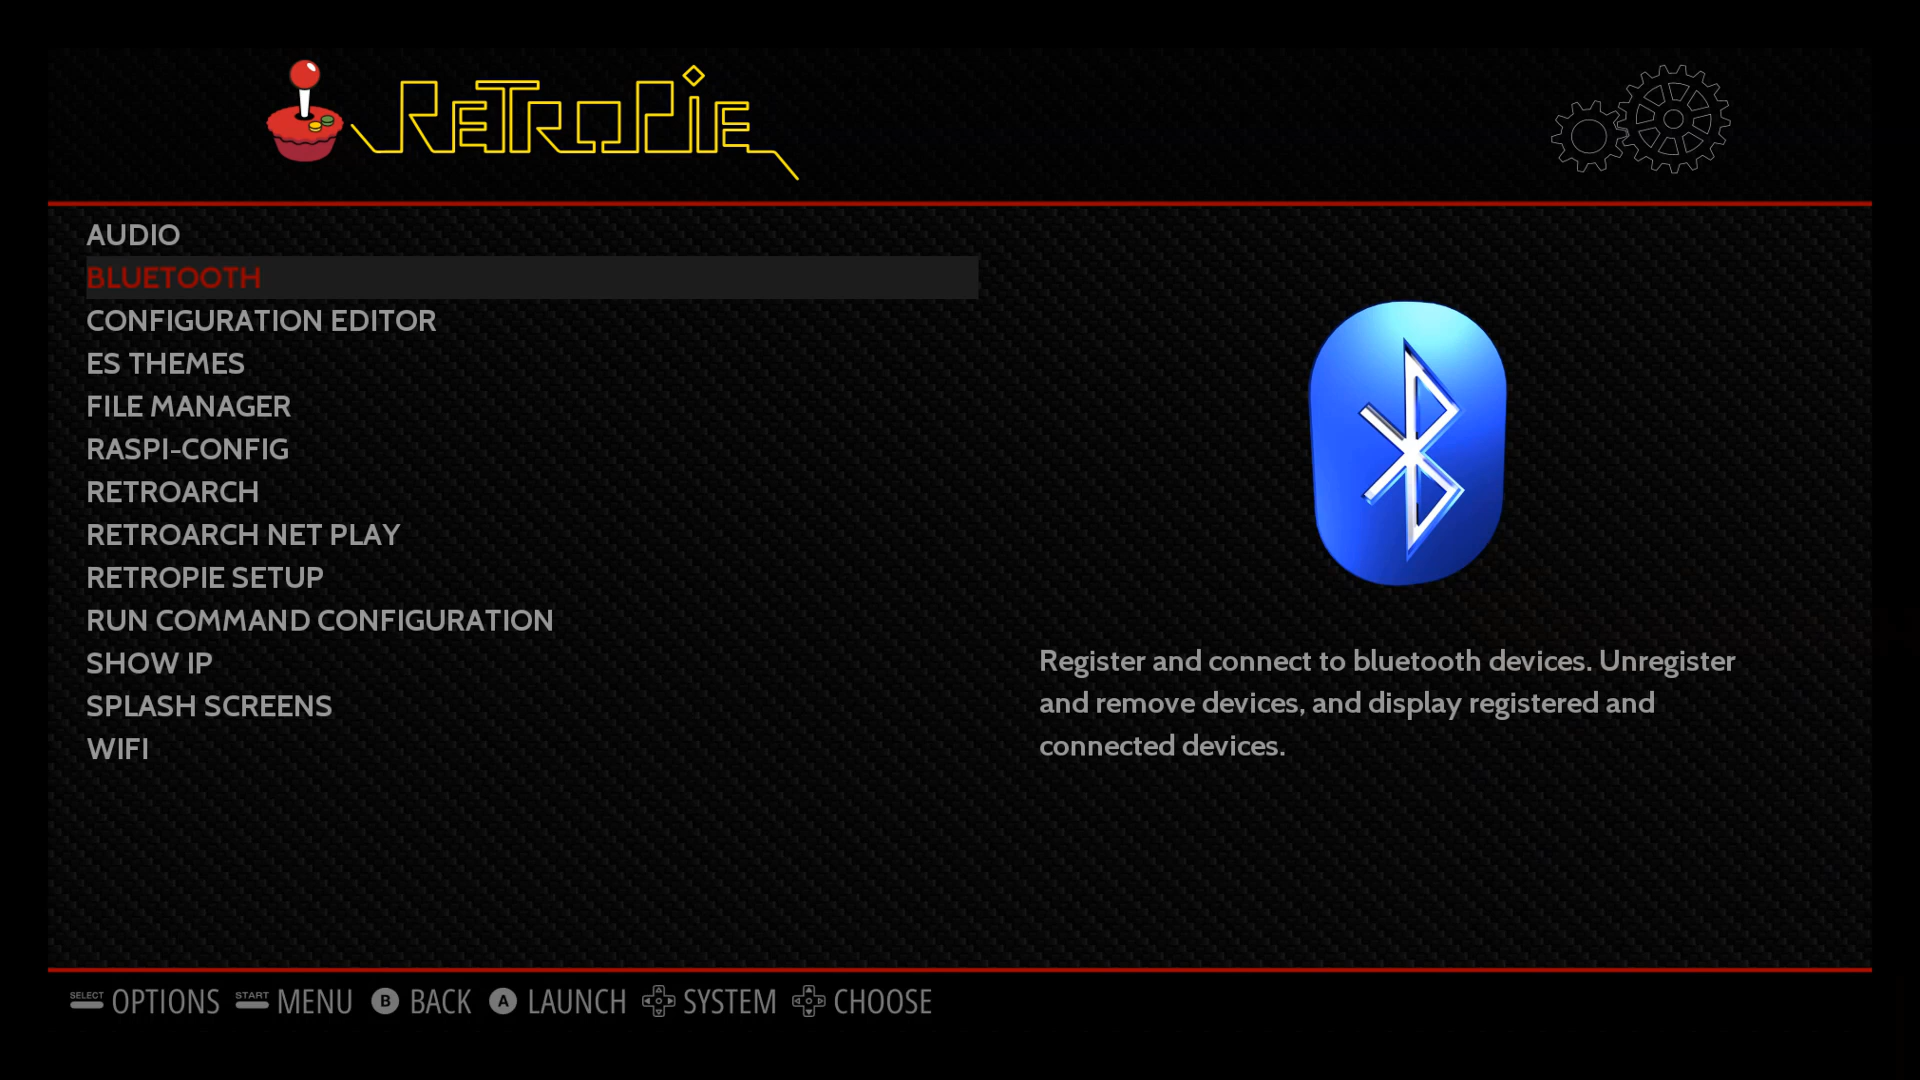 RETROPIE
AUDIO
BLUETOOTH
CONFIGURATION EDITOR
ES THEMES
FILE MANAGER
RASPI-CONFIG
RETROARCH
RETROARCH NET PLAY
RETROPIE SETUP
RUN COMMAND CONFIGURATION
SHOW IP
SPLASH SCREENS
WIFI
Register and connect to bluetooth devices. Unregister
and remove devices, and display registered and
connected devices.
SELECT OPTIONS START MENU B BACK A LAUNCH SYSTEM CHOOSE